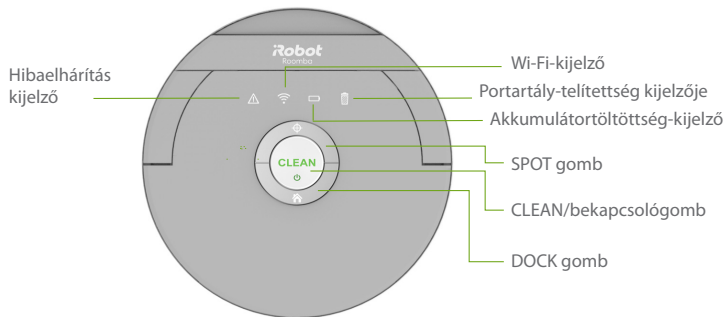 iRobot
Roomba
Wi-Fi-kijelző
Hibaelhárítás
kijelző
Portartály-telítettség kijelzője
Akkumulátortöltöttség-kijelző
CLEAN
SPOT gomb
CLEAN/bekapcsológomb
DOCK gomb